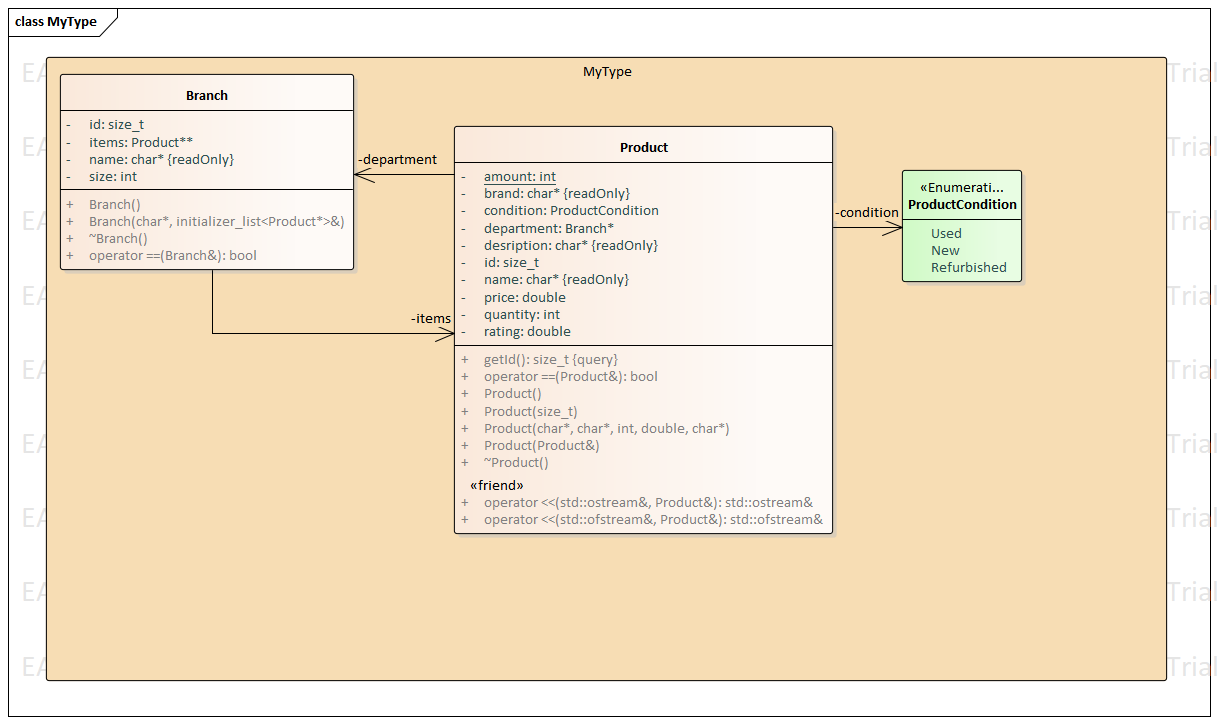 class MyType
MyType
Branch
- id: size_t
- items: Product**
- name: char* {readOnly}
- size: int
+ Branch()
+ Branch(char*, initializer_list<Product*>&)
+ ~Branch()
+ operator ==(Branch&): bool
-department
-items
Product
- amount: int
- brand: char* {readOnly}
- condition: ProductCondition
- department: Branch*
- desription: char* {readOnly}
- id: size_t
- name: char* {readOnly}
- price: double
- quantity: int
- rating: double
+ getId(): size_t {query}
+ operator ==(Product&): bool
+ Product()
+ Product(size_t)
+ Product(char*, char*, int, double, char*)
+ Product(Product&)
+ ~Product()
«friend»
+ operator <<(std::ostream&, Product&): std::ostream&
+ operator <<(std::ofstream&, Product&): std::ofstream&
-condition
«Enumerati...
ProductCondition
Used
New
Refurbished
EA Trial
EA Trial
EA Trial
EA Trial
EA Trial
EA Trial
EA Trial
EA Trial
EA Trial